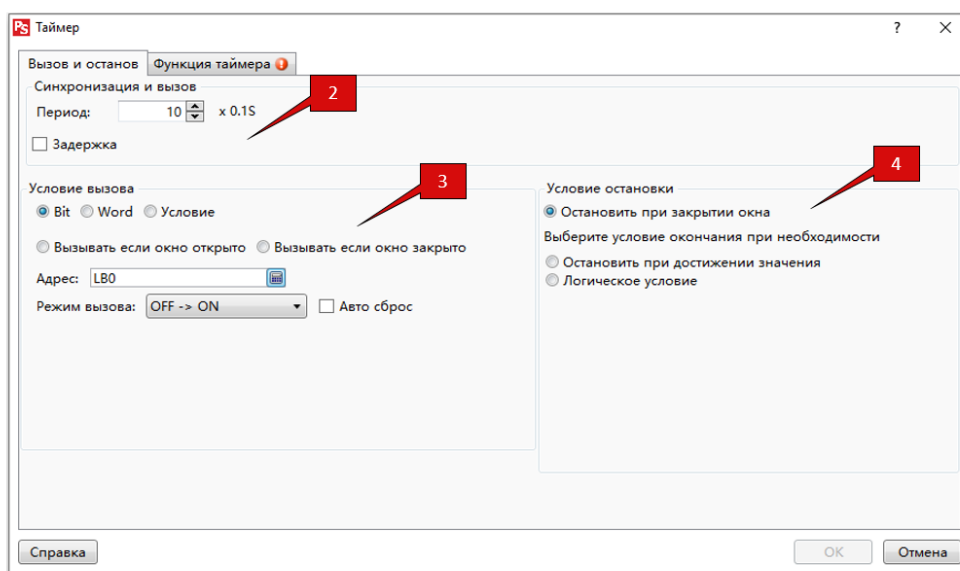 PS Таймер ?
Вызов и останов Функция таймера
Синхронизация и вызов
2
Период: 10 x 0.1S
Задержка
4
3
Условие вызова
Bit Word Условие
Вызывать если окно открыто Вызывать если окно закрыто
Адрес: LB0
Режим вызова: OFF -> ON Авто сброс
Условие остановки
Остановить при закрытии окна
Выберите условие окончания при необходимости
Остановить при достижении значения
Логическое условие
Справка OK Отмена